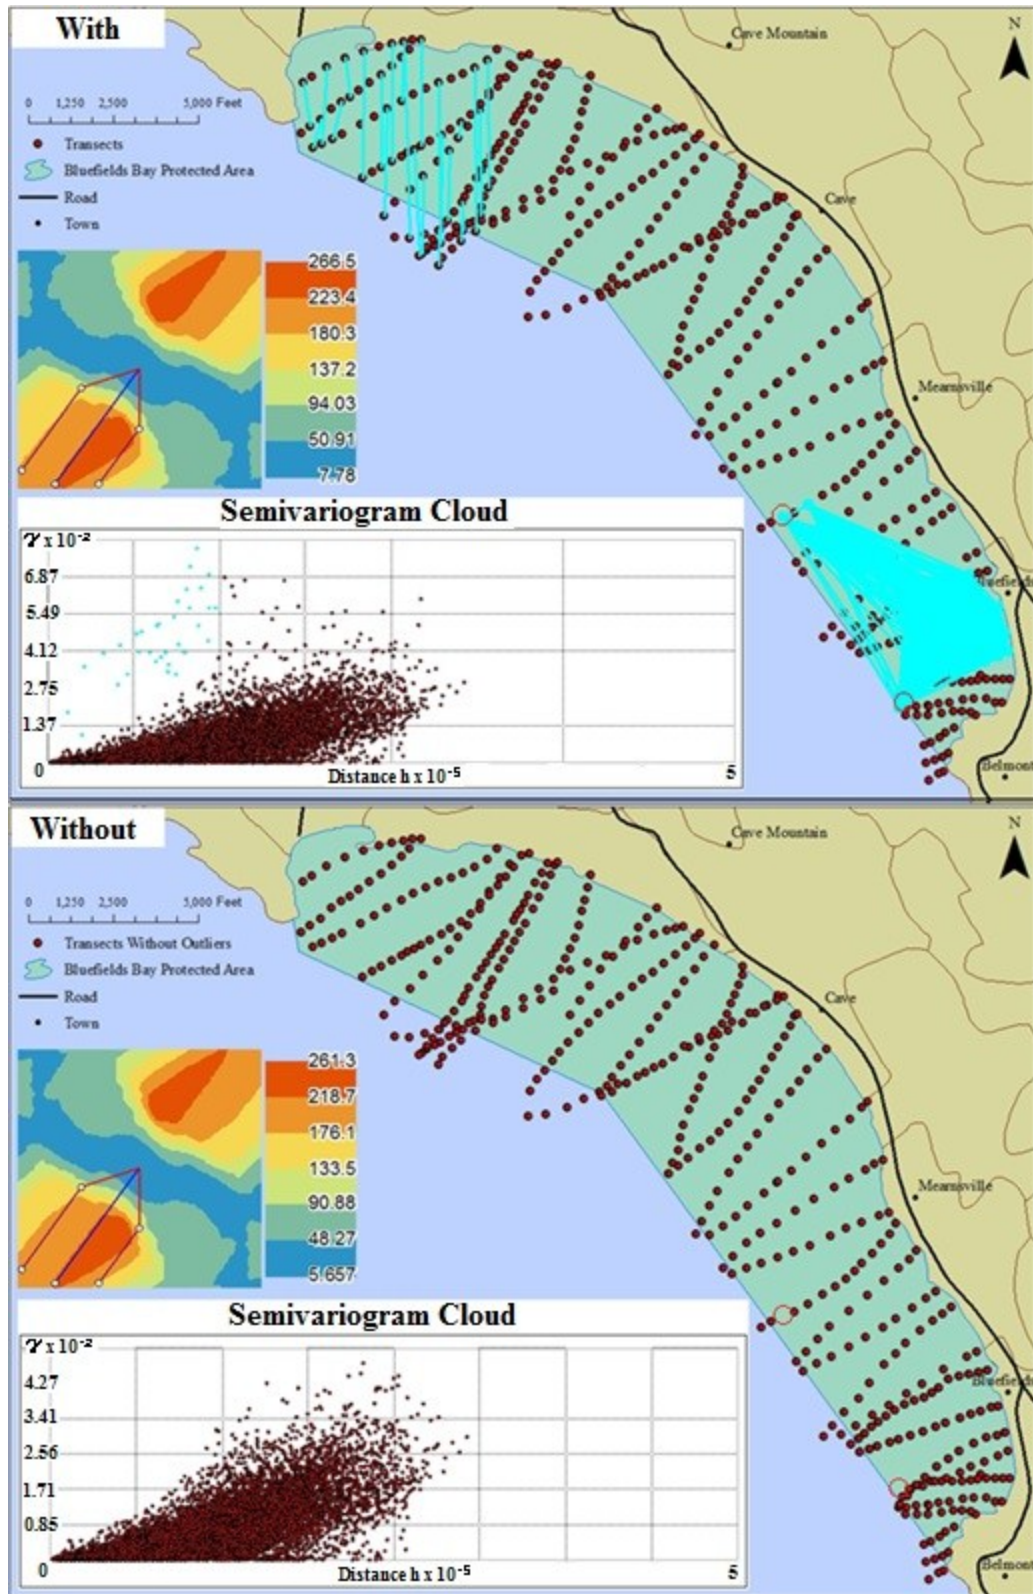 With
Cave Mountain
N
0 1,250 2,500 5,000 Feet
Transects
Bluefields Bay Protected Area
Road
Town
Cave
266.5
223.4
180.3
137.2
94.03
50.91
7.78
Mearnsville
Semivariogram Cloud
γ x 10⁻²
6.87
5.49
4.12
2.75
1.37
0
Distance h x 10⁻⁵
5
Belmont
Without
Cave Mountain
N
0 1,250 2,500 5,000 Feet
Transects Without Outliers
Bluefields Bay Protected Area
Road
Town
Cave
261.3
218.7
176.1
133.5
90.88
48.27
5.657
Mearnsville
Semivariogram Cloud
γ x 10⁻²
4.27
3.41
2.56
1.71
0.85
0
Distance h x 10⁻⁵
5
Bluefields
Belmont